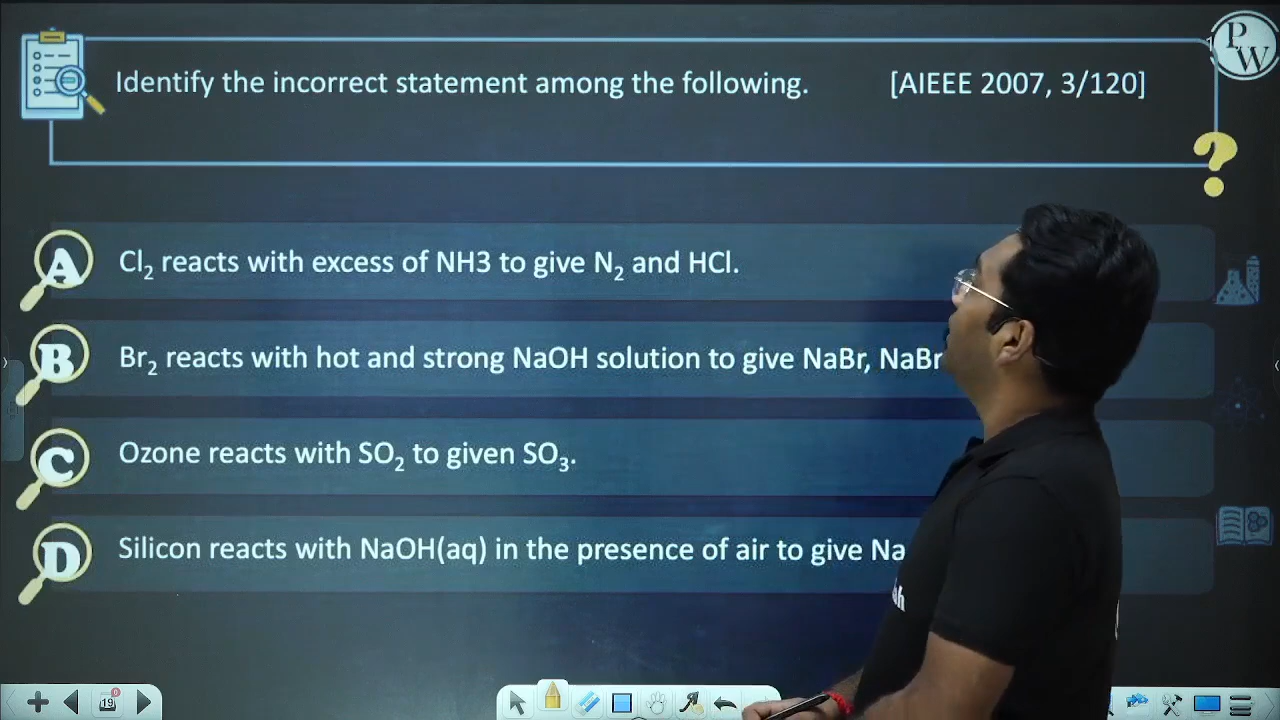 Identify the incorrect statement among the following. [AIEEE 2007, 3/120]
PW
A Cl₂ reacts with excess of NH3 to give N₂ and HCl.
B Br₂ reacts with hot and strong NaOH solution to give NaBr, NaBr
C Ozone reacts with SO₂ to given SO₃.
D Silicon reacts with NaOH(aq) in the presence of air to give Na
19